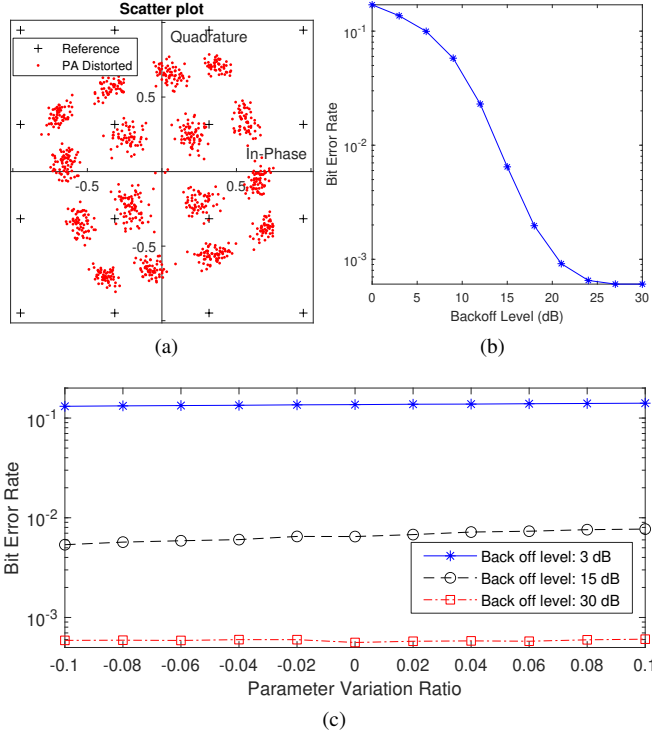 Scatter plot
Quadrature
+ Reference
PA Distorted
0.5
In-Phase
-0.5
0.5
-0.5
(a)
10^-1
10^-2
10^-3
Bit Error Rate
0 5 10 15 20 25 30
Backoff Level (dB)
(b)
10^-1
10^-2
10^-3
Bit Error Rate
Back off level: 3 dB
Back off level: 15 dB
Back off level: 30 dB
-0.1 -0.08 -0.06 -0.04 -0.02 0 0.02 0.04 0.06 0.08 0.1
Parameter Variation Ratio
(c)